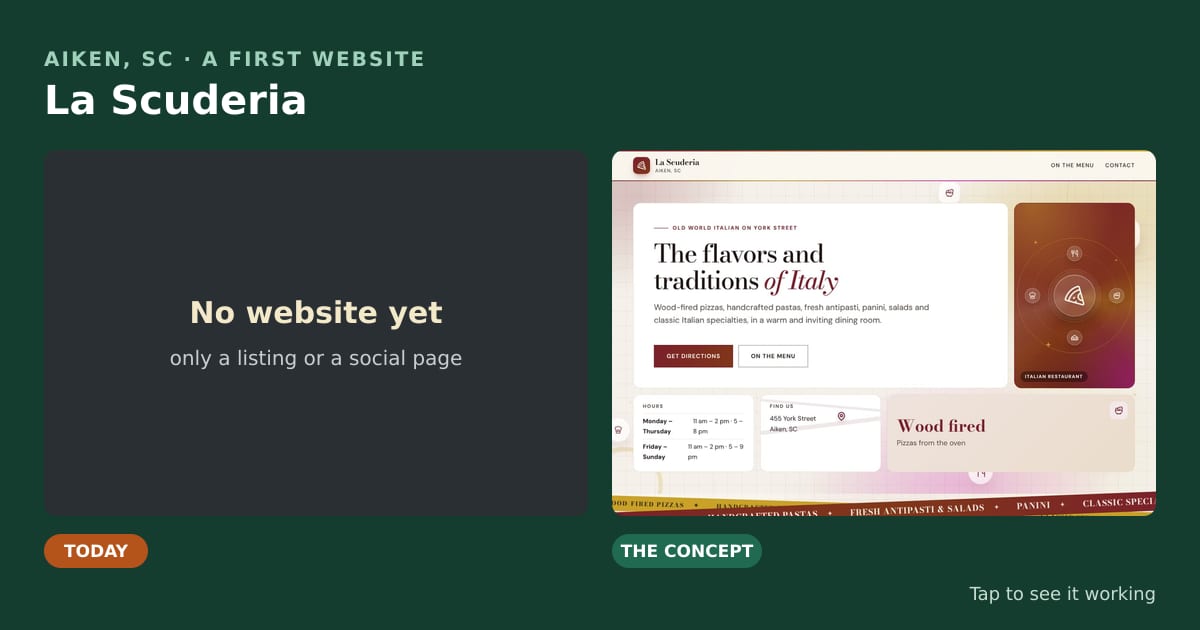 AIKEN, SC · A FIRST WEBSITE
La Scuderia
No website yet
only a listing or a social page
TODAY
La Scuderia
AIKEN, SC
ON THE MENU CONTACT
OLD WORLD ITALIAN ON YORK STREET
The flavors and
traditions of Italy
Wood-fired pizzas, handcrafted pastas, fresh antipasti, panini, salads and
classic Italian specialties, in a warm and inviting dining room.
GET DIRECTIONS ON THE MENU
ITALIAN RESTAURANT
HOURS
Monday – Thursday 11 am – 2 pm · 5 – 8 pm
Friday – Sunday 11 am – 2 pm · 5 – 9 pm
FIND US
455 York Street
Aiken, SC
Wood fired
Pizzas from the oven
OOD FIRED PIZZAS
HANDCRAFTED PASTAS ✦ FRESH ANTIPASTI & SALADS ✦ PANINI ✦ CLASSIC SPECI
THE CONCEPT
Tap to see it working